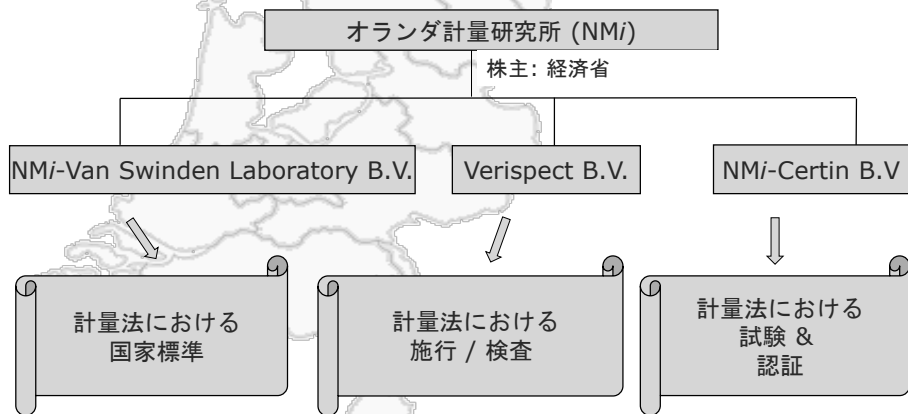 オランダ計量研究所 (NMi)
株主: 経済省
NMi-Van Swinden Laboratory B.V.
Verispect B.V.
NMi-Certin B.V
計量法における
国家標準
計量法における
施行 / 検査
計量法における
試験 &
認証